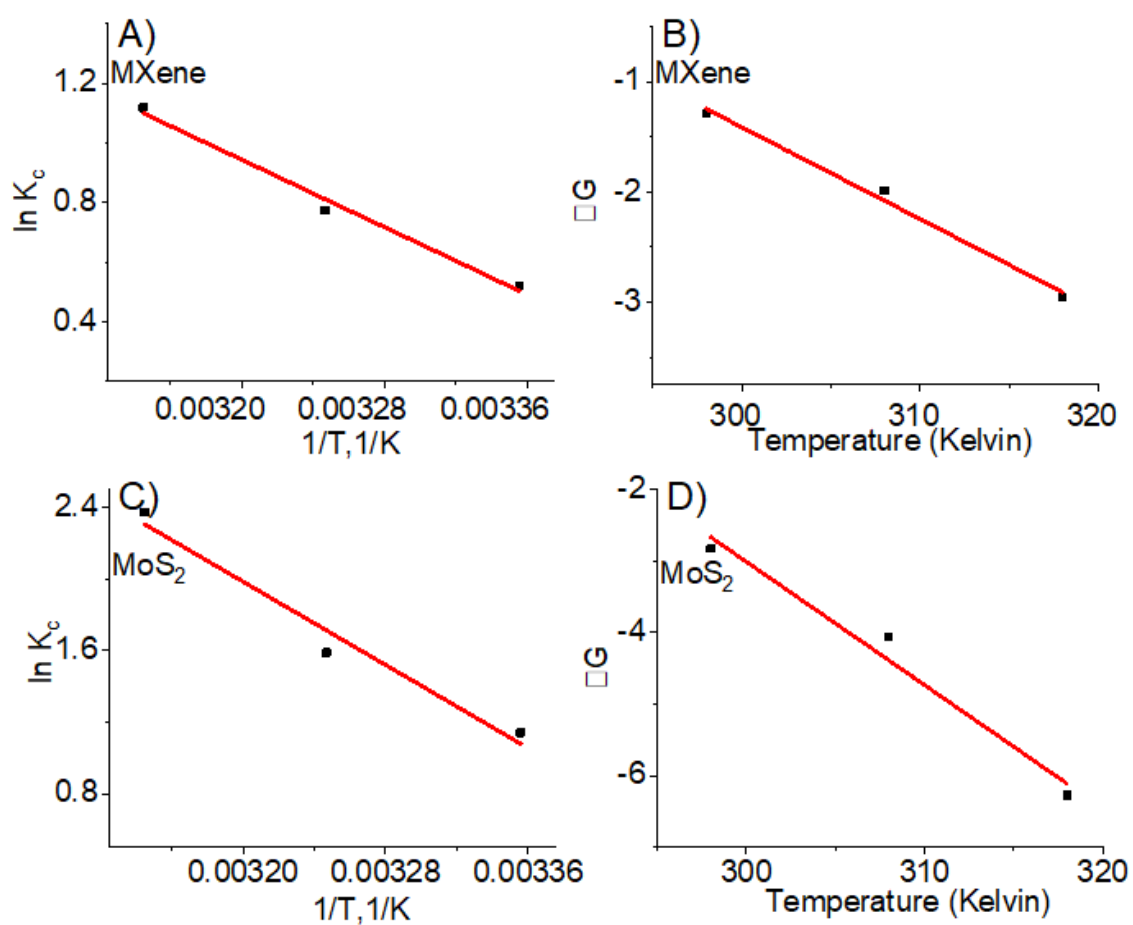 A)
MXene
1.2
0.8
0.4
ln K_c
0.00320 0.00328 0.00336
1/T,1/K
B)
MXene
-1
-2
-3
□G
300 310 320
Temperature (Kelvin)
C)
MoS₂
2.4
1.6
0.8
ln K_c
0.00320 0.00328 0.00336
1/T,1/K
D)
MoS₂
-2
-4
-6
□G
300 310 320
Temperature (Kelvin)